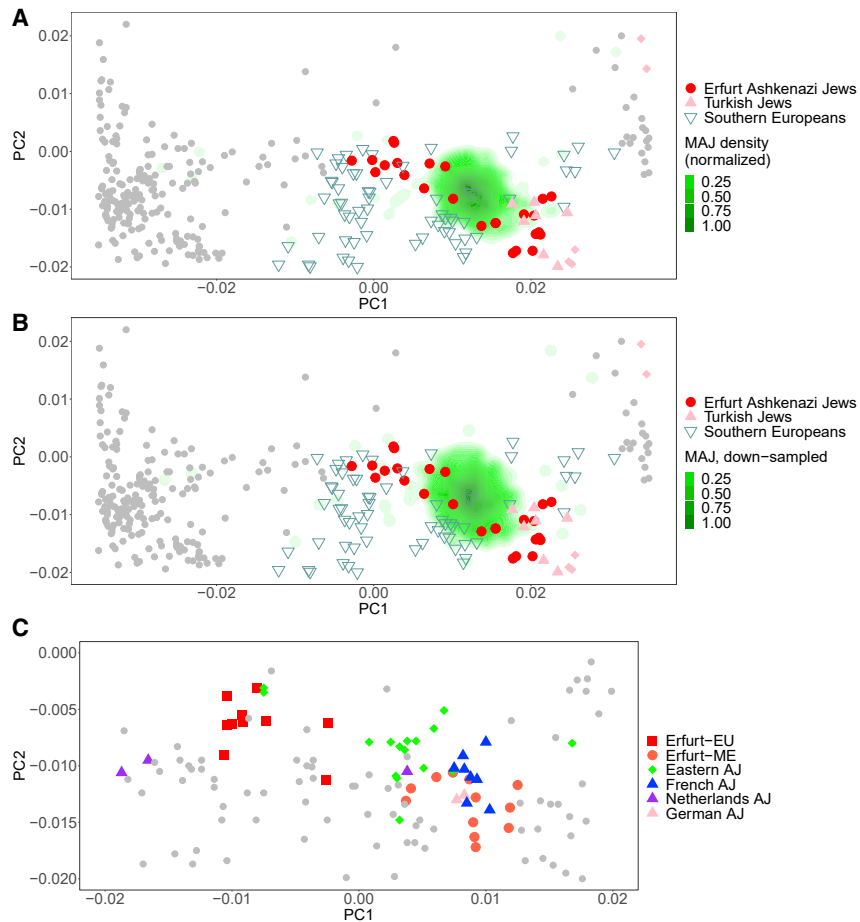 A
0.02
0.01
0.00
−0.01
−0.02
PC2
−0.02
0.00
0.02
PC1
Erfurt Ashkenazi Jews
Turkish Jews
Southern Europeans
MAJ density
(normalized)
0.25
0.50
0.75
1.00
B
0.02
0.01
0.00
−0.01
−0.02
PC2
−0.02
0.00
0.02
PC1
Erfurt Ashkenazi Jews
Turkish Jews
Southern Europeans
MAJ, down−sampled
0.25
0.50
0.75
1.00
C
0.000
−0.005
−0.010
−0.015
−0.020
PC2
−0.02
−0.01
0.00
0.01
0.02
PC1
Erfurt−EU
Erfurt−ME
Eastern AJ
French AJ
Netherlands AJ
German AJ